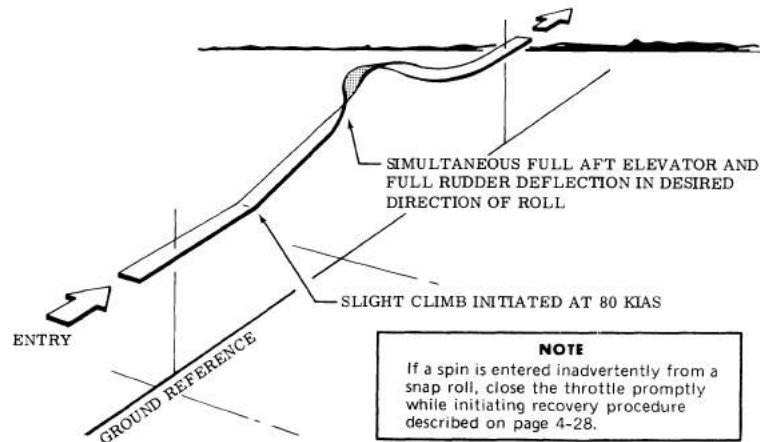 SIMULTANEOUS FULL AFT ELEVATOR AND
FULL RUDDER DEFLECTION IN DESIRED
DIRECTION OF ROLL
SLIGHT CLIMB INITIATED AT 80 KIAS
ENTRY
GROUND REFERENCE
NOTE
If a spin is entered inadvertently from a
snap roll, close the throttle promptly
while initiating recovery procedure
described on page 4-28.